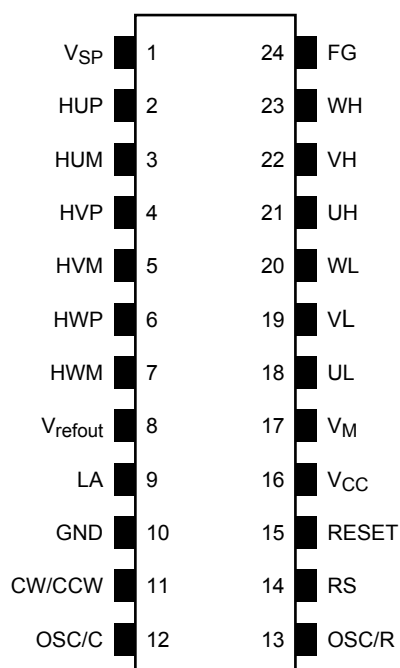 VSP 1 24 FG
HUP 2 23 WH
HUM 3 22 VH
HVP 4 21 UH
HVM 5 20 WL
HWP 6 19 VL
HWM 7 18 UL
Vrefout 8 17 VM
LA 9 16 VCC
GND 10 15 RESET
CW/CCW 11 14 RS
OSC/C 12 13 OSC/R